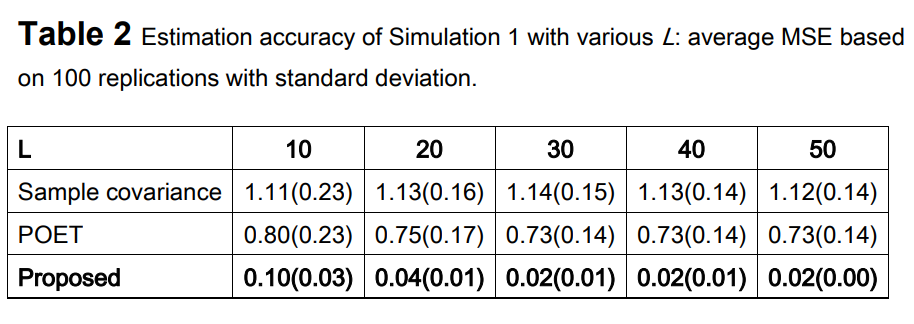 Table 2 Estimation accuracy of Simulation 1 with various L: average MSE based
on 100 replications with standard deviation.
L 10 20 30 40 50
Sample covariance 1.11(0.23) 1.13(0.16) 1.14(0.15) 1.13(0.14) 1.12(0.14)
POET 0.80(0.23) 0.75(0.17) 0.73(0.14) 0.73(0.14) 0.73(0.14)
Proposed 0.10(0.03) 0.04(0.01) 0.02(0.01) 0.02(0.01) 0.02(0.00)